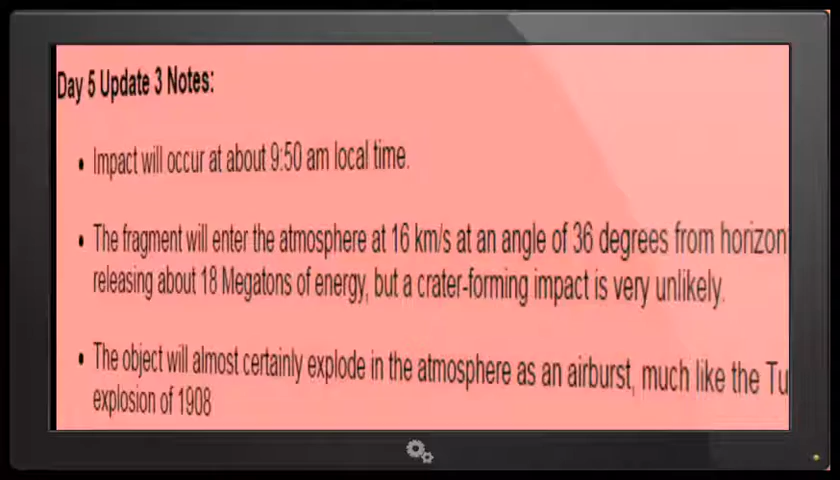 Day 5 Update 3 Notes:
• Impact will occur at about 9:50 am local time.
• The fragment will enter the atmosphere at 16 km/s at an angle of 36 degrees from horizon
releasing about 18 Megatons of energy, but a crater-forming impact is very unlikely.
• The object will almost certainly explode in the atmosphere as an airburst, much like the Tu
explosion of 1908